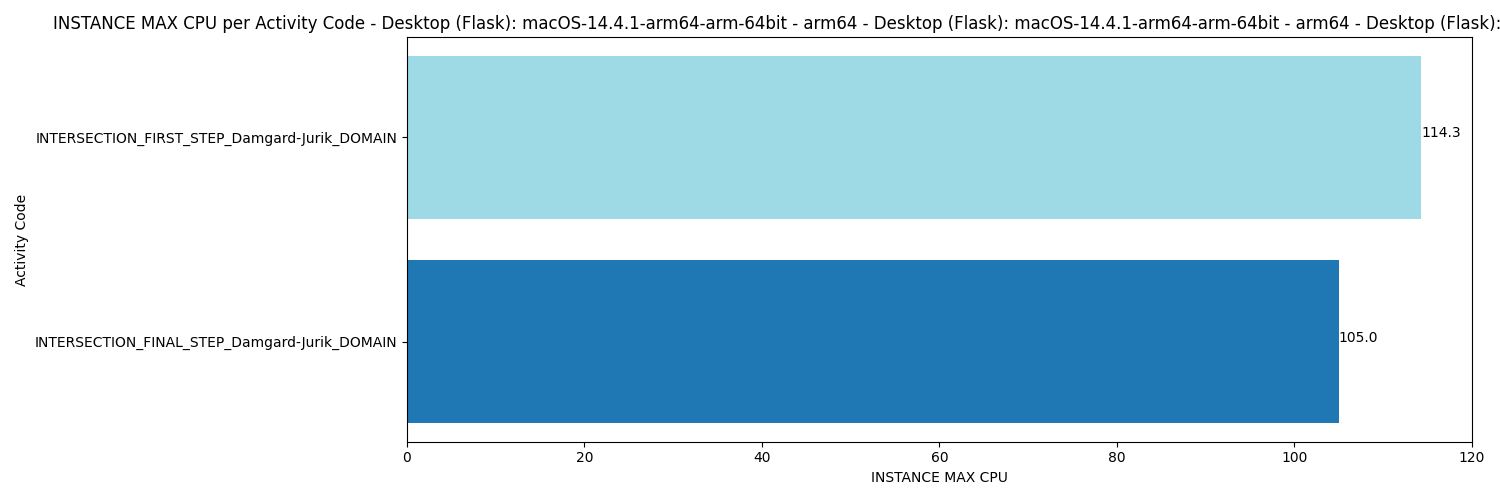 INSTANCE MAX CPU per Activity Code - Desktop (Flask): macOS-14.4.1-arm64-arm-64bit - arm64 - Desktop (Flask): macOS-14.4.1-arm64-arm-64bit - arm64 - Desktop (Flask):
INTERSECTION_FIRST_STEP_Damgard-Jurik_DOMAIN
114.3
Activity Code
INTERSECTION_FINAL_STEP_Damgard-Jurik_DOMAIN
105.0
0 20 40 60 80 100 120
INSTANCE MAX CPU